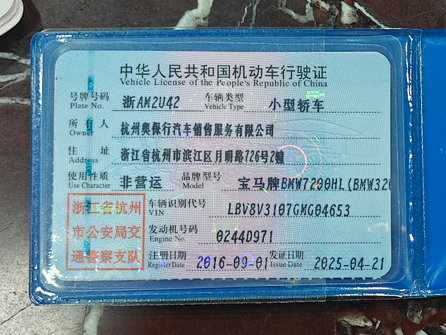 中华人民共和国机动车行驶证
Vehicle License of the People's Republic of China
号牌号码 Plate No. 浙AM2U42 车辆类型 Vehicle Type 小型轿车
所有人 Owner 杭州奥保行汽车销售服务有限公司
住址 Address 浙江省杭州市滨江区月明路726号2幢
使用性质 Use Character 非营运 品牌型号 Model 宝马牌BMW7200HL(BMW320
浙江省杭州市公安局交通警察支队
车辆识别代号 VIN LBV8V3107GMG04653
发动机号码 Engine No. 0244D971
注册日期 Register Date 2016-09-01 发证日期 Issue Date 2025-04-21